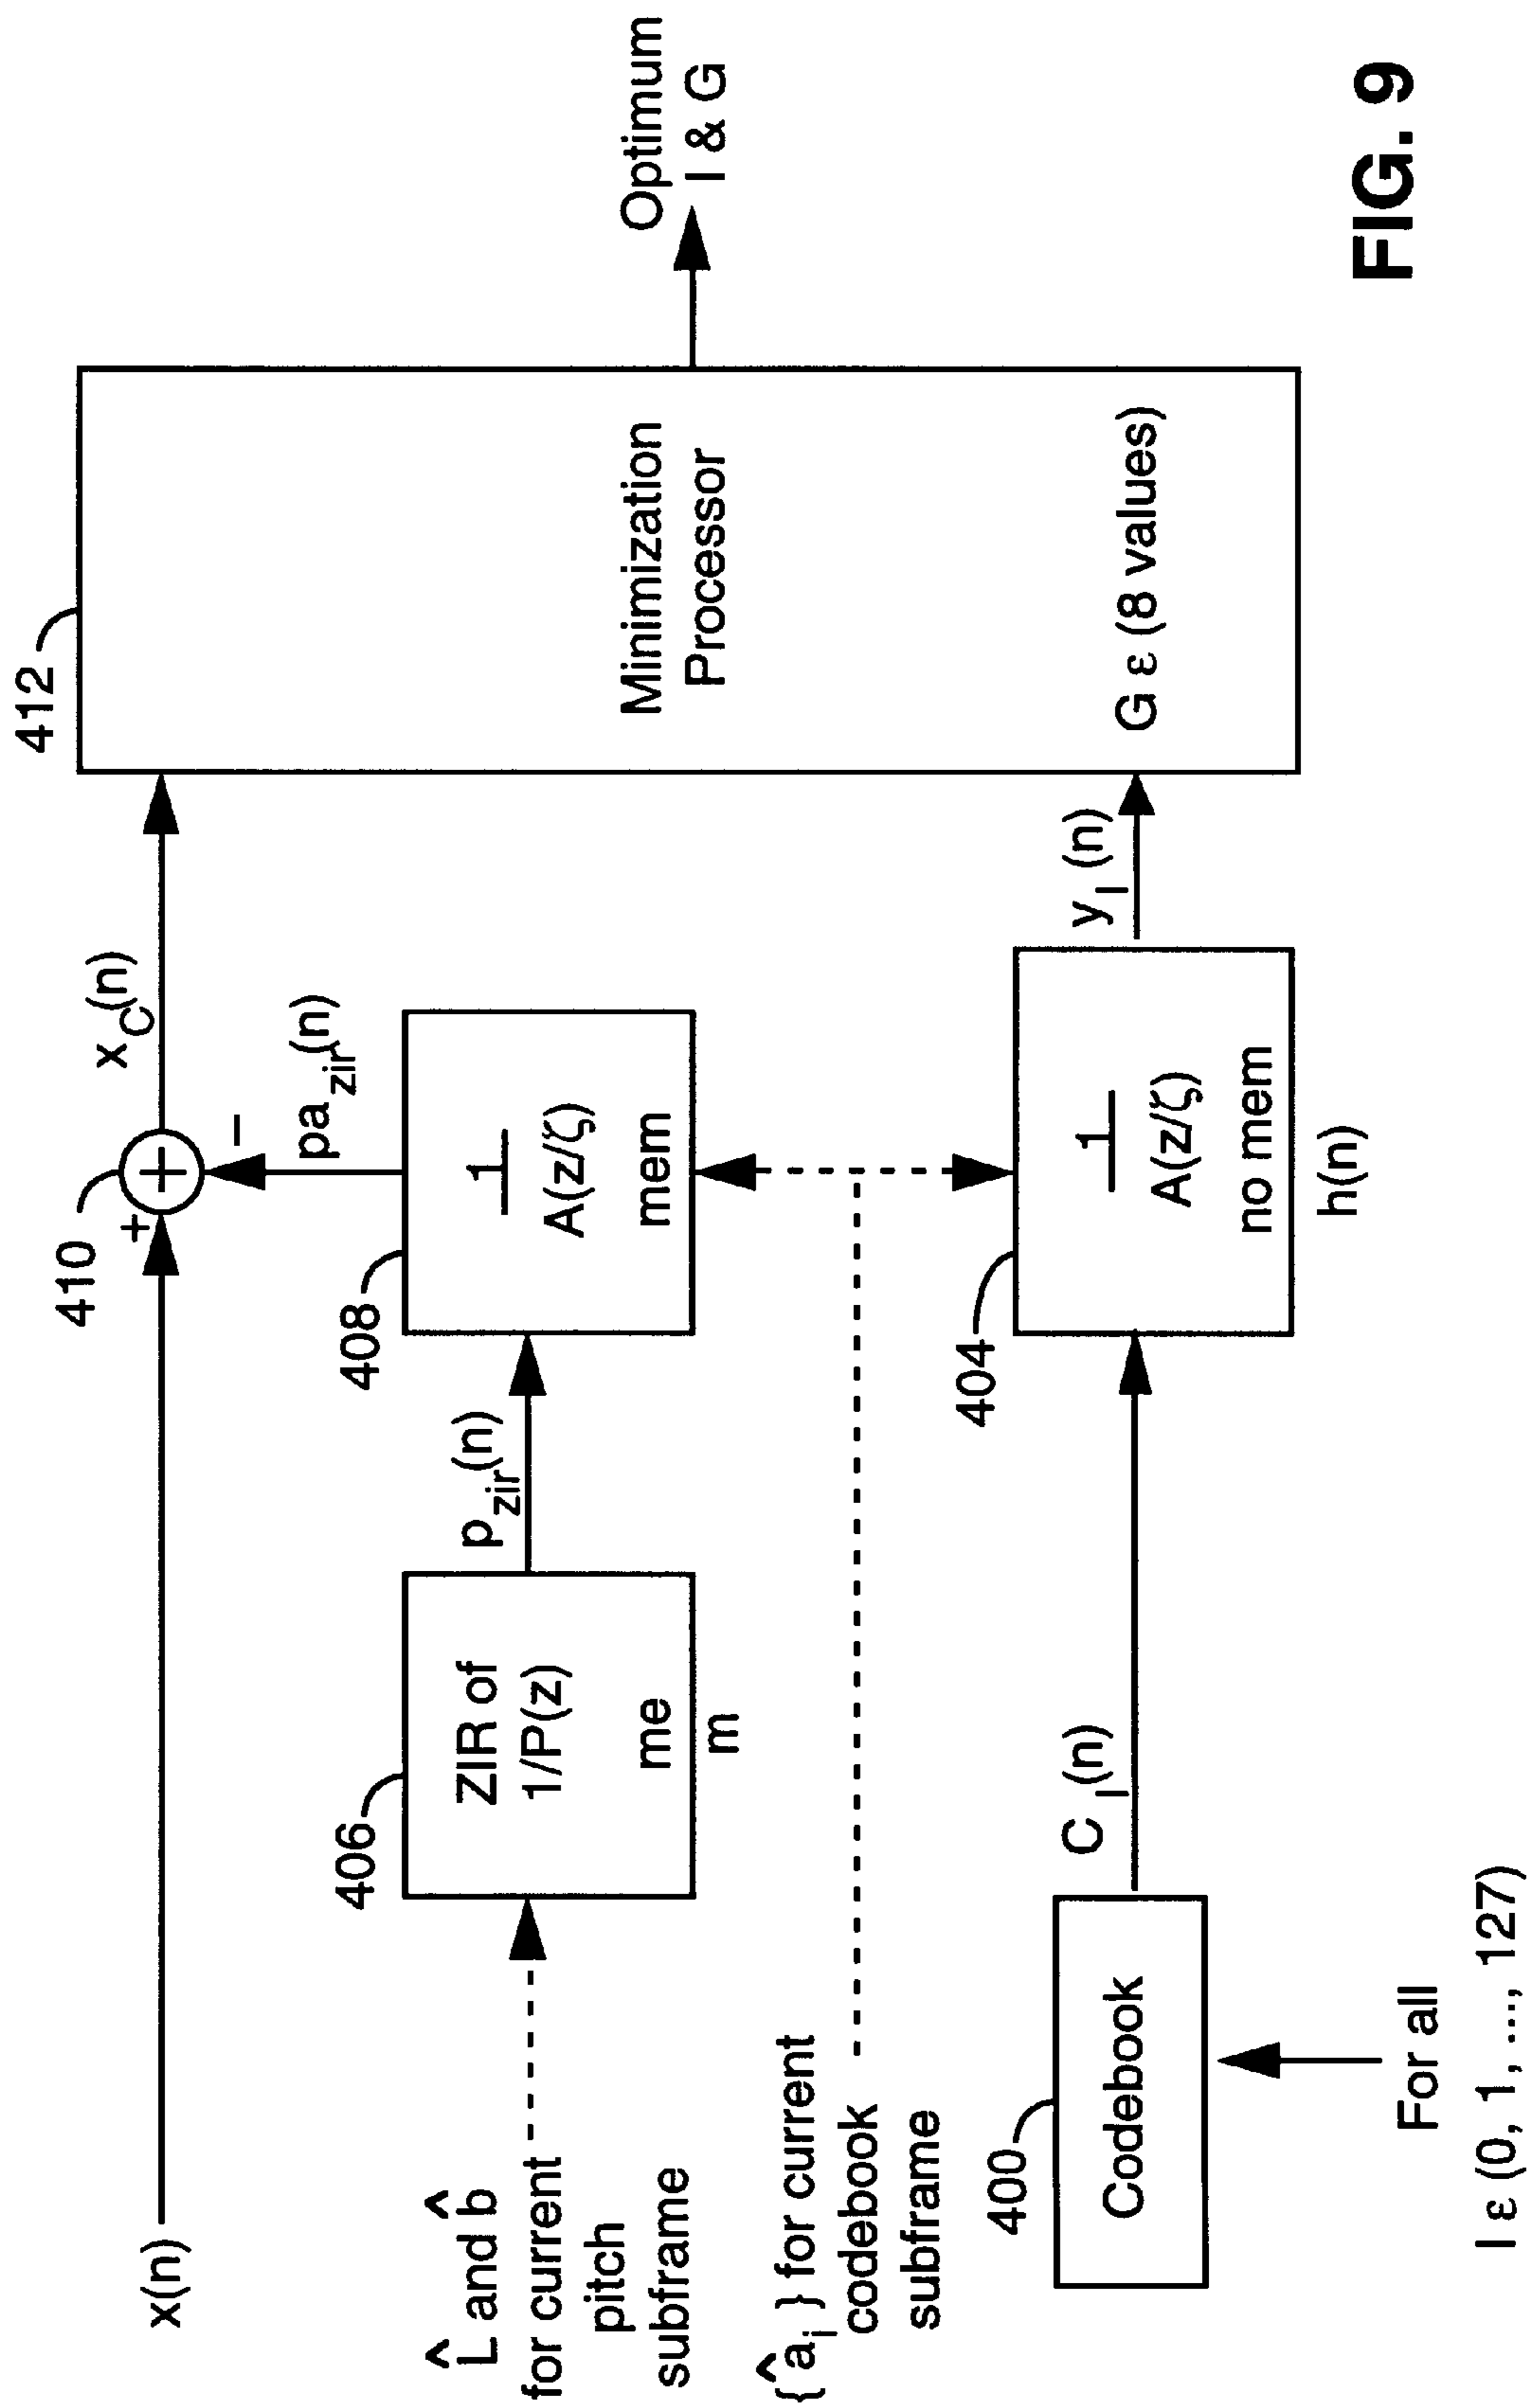 x(n)
410
+
−
x_C(n)
412
pa_zir(n)
L̂ and b̂
for current
pitch
subframe
406
ZIR of
1/P(z)
me
m
p_zir(n)
408
1
A(z/ζ)
mem
Minimization
Processor
Optimum
I & G
{âi } for current
codebook
subframe
400
Codebook
C_I(n)
404
1
A(z/ζ)
no mem
h(n)
y_I(n)
G ε (8 values)
For all
I ε (0, 1, ..., 127)
FIG. 9